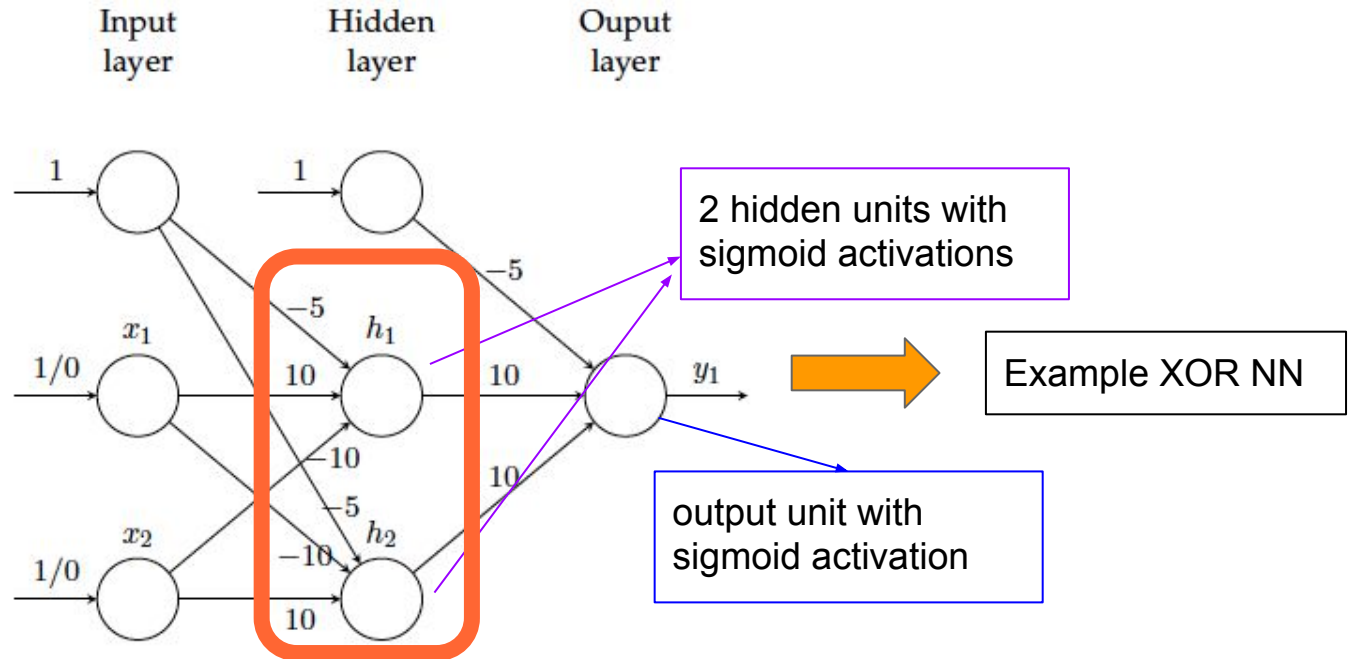 Input
layer
Hidden
layer
Ouput
layer
1
1
2 hidden units with
sigmoid activations
−5
−5
x1
h1
1/0
10
10
y1
Example XOR NN
−10
10
−5
x2
h2
−10
1/0
10
output unit with
sigmoid activation